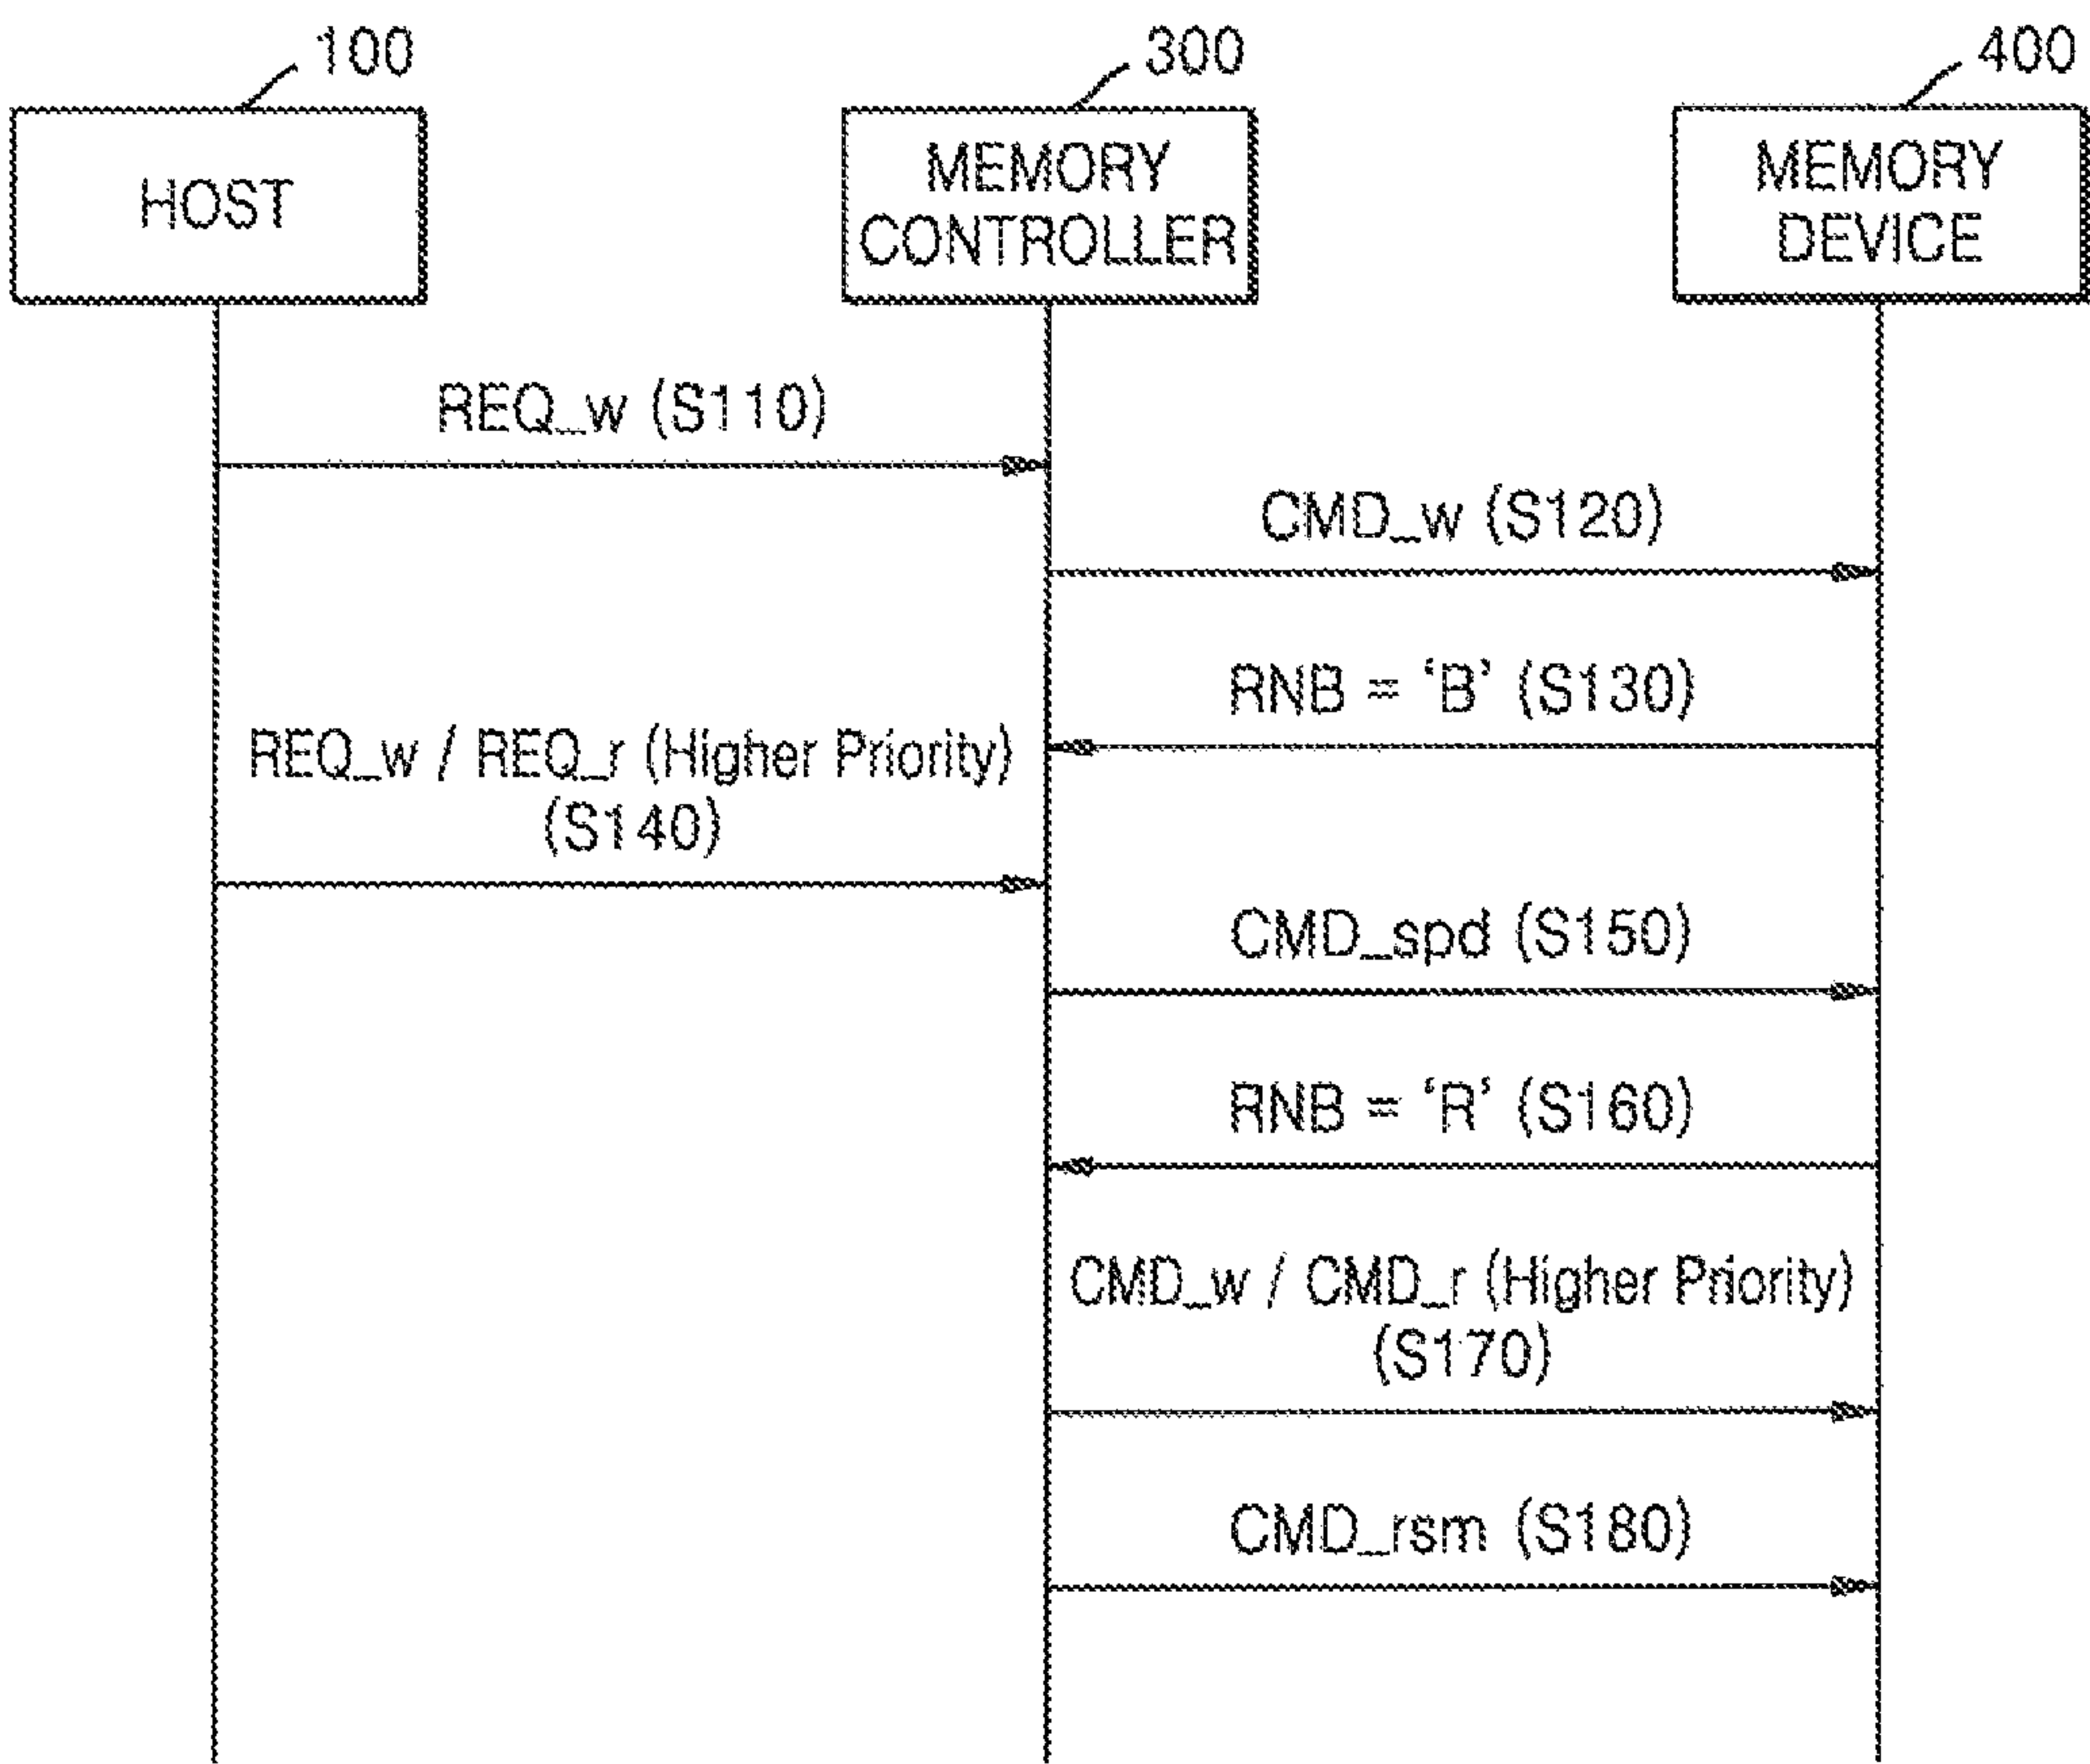 100
300
400
HOST
MEMORY
CONTROLLER
MEMORY
DEVICE
REQ_w (S110)
CMD_w (S120)
RNB = ‘B’ (S130)
REQ_w / REQ_r (Higher Priority)
(S140)
CMD_spd (S150)
RNB = ‘R’ (S160)
CMD_w / CMD_r (Higher Priority)
(S170)
CMD_rsm (S180)